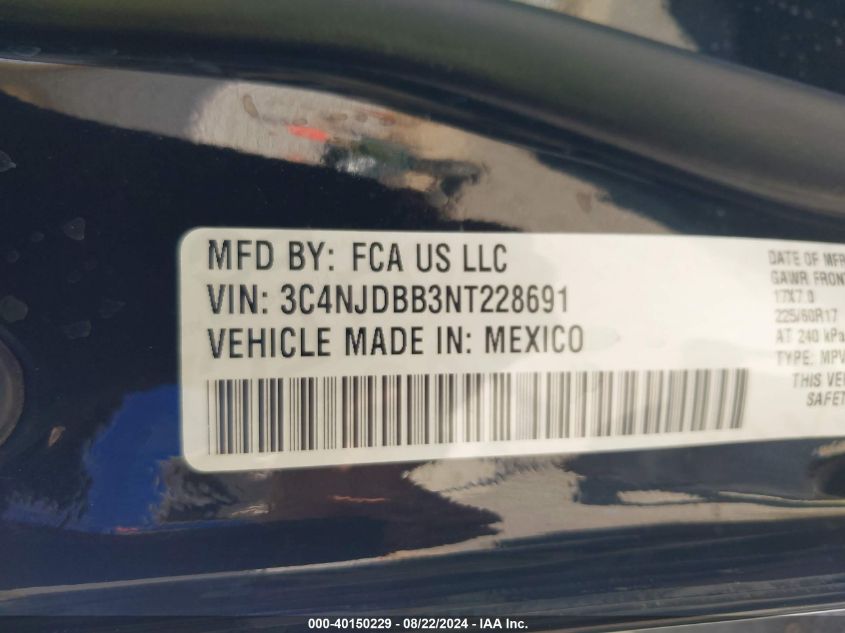 MFD BY: FCA US LLC
VIN: 3C4NJDBB3NT228691
VEHICLE MADE IN: MEXICO
DATE OF MFR
GAWR FRONT
17X7.0
225/60R17
AT 240 kPa
TYPE: MPV
THIS VE
SAFET
000-40150229 - 08/22/2024 - IAA Inc.